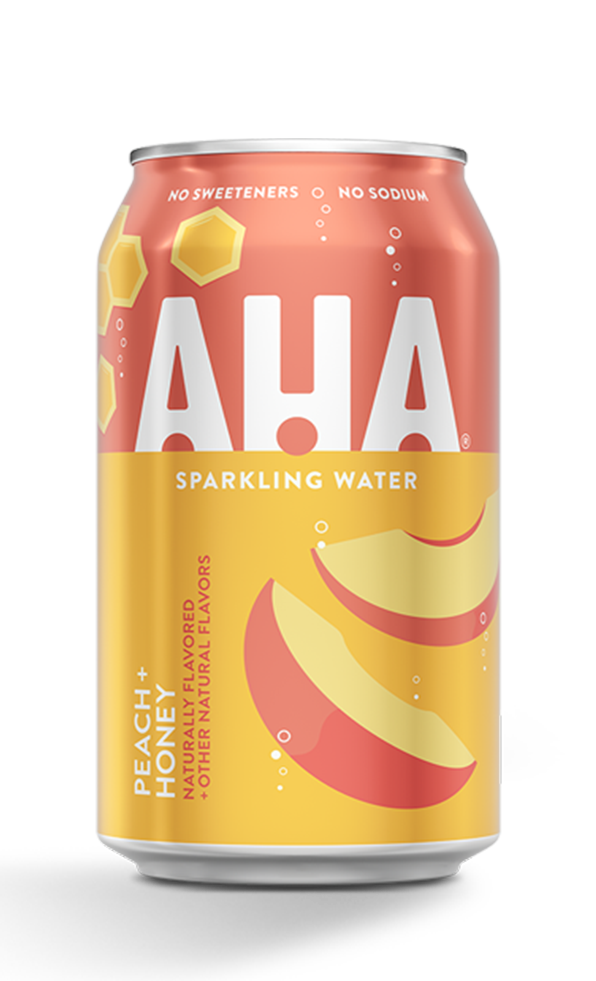 NO SWEETENERS NO SODIUM
AHA®
SPARKLING WATER
PEACH +
HONEY
NATURALLY FLAVORED
+ OTHER NATURAL FLAVORS